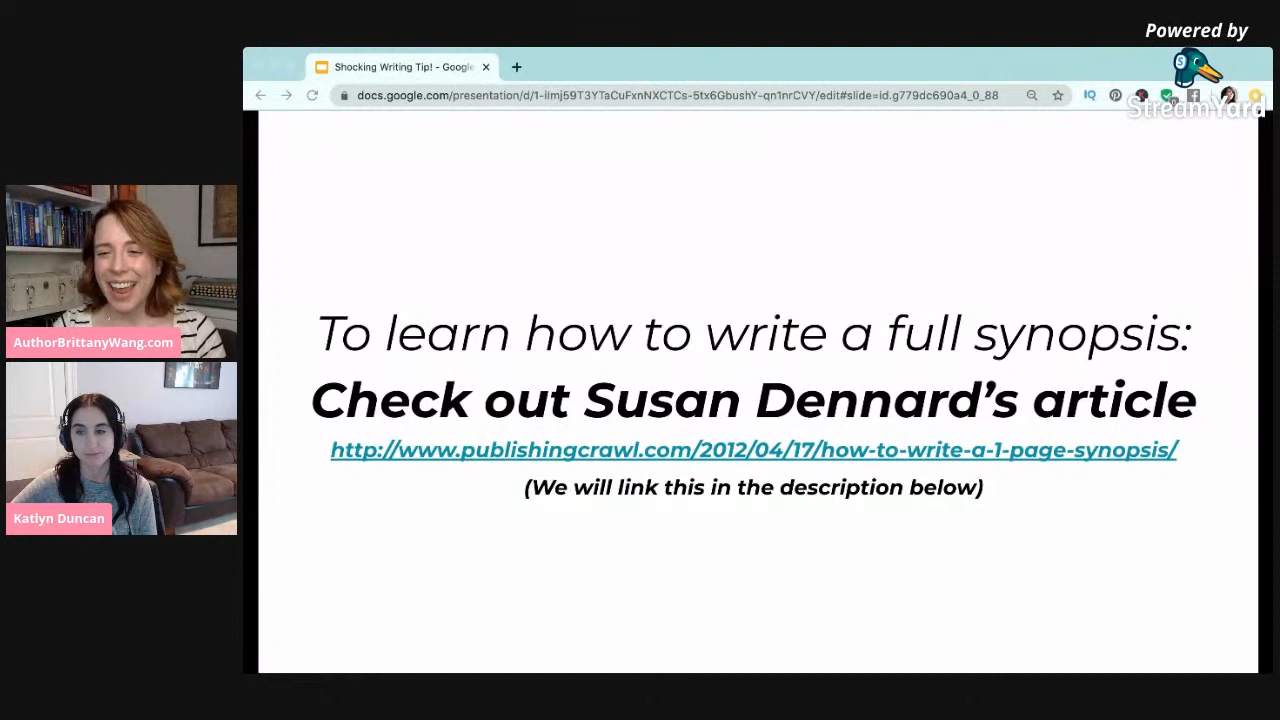 Powered by
StreamYard
Shocking Writing Tip! - Google
docs.google.com/presentation/d/1-iImj59T3YTaCuFxnNXCTCs-5tx6GbushY-qn1nrCVY/edit#slide=id.g779dc690a4_0_88
To learn how to write a full synopsis:
Check out Susan Dennard’s article
http://www.publishingcrawl.com/2012/04/17/how-to-write-a-1-page-synopsis/
(We will link this in the description below)
AuthorBrittanyWang.com
Katlyn Duncan